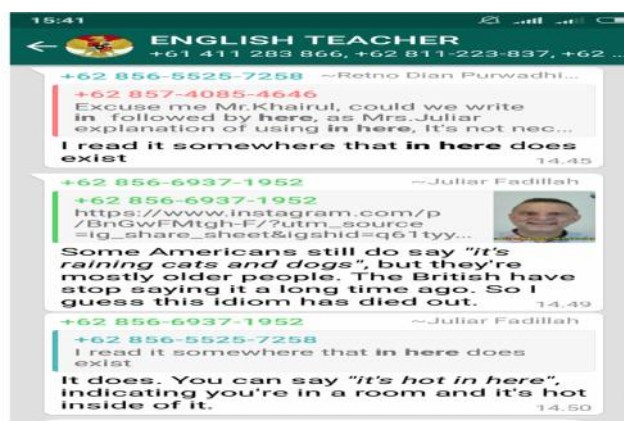 15:41
ENGLISH TEACHER
+61 411 283 866, +62 811-223-837, +62 ...
+62 856-5525-7258 ~Retno Dian Purwadhi...
+62 857-4085-4646
Excuse me Mr.Khairul, could we write
in followed by here, as Mrs.Juliar
explanation of using in here, It's not nec...
I read it somewhere that in here does
exist
14.45
+62 856-6937-1952 ~Juliar Fadillah
+62 856-6937-1952
https://www.instagram.com/p
/BnGwFMtgh-F/?utm_source
=ig_share_sheet&igshid=q61tyy...
Some Americans still do say "it's
raining cats and dogs", but they're
mostly older people. The British have
stop saying it a long time ago. So I
guess this idiom has died out.
14.49
+62 856-6937-1952 ~Juliar Fadillah
+62 856-5525-7258
I read it somewhere that in here does
exist
It does. You can say "it's hot in here",
indicating you're in a room and it's hot
inside of it.
14.50